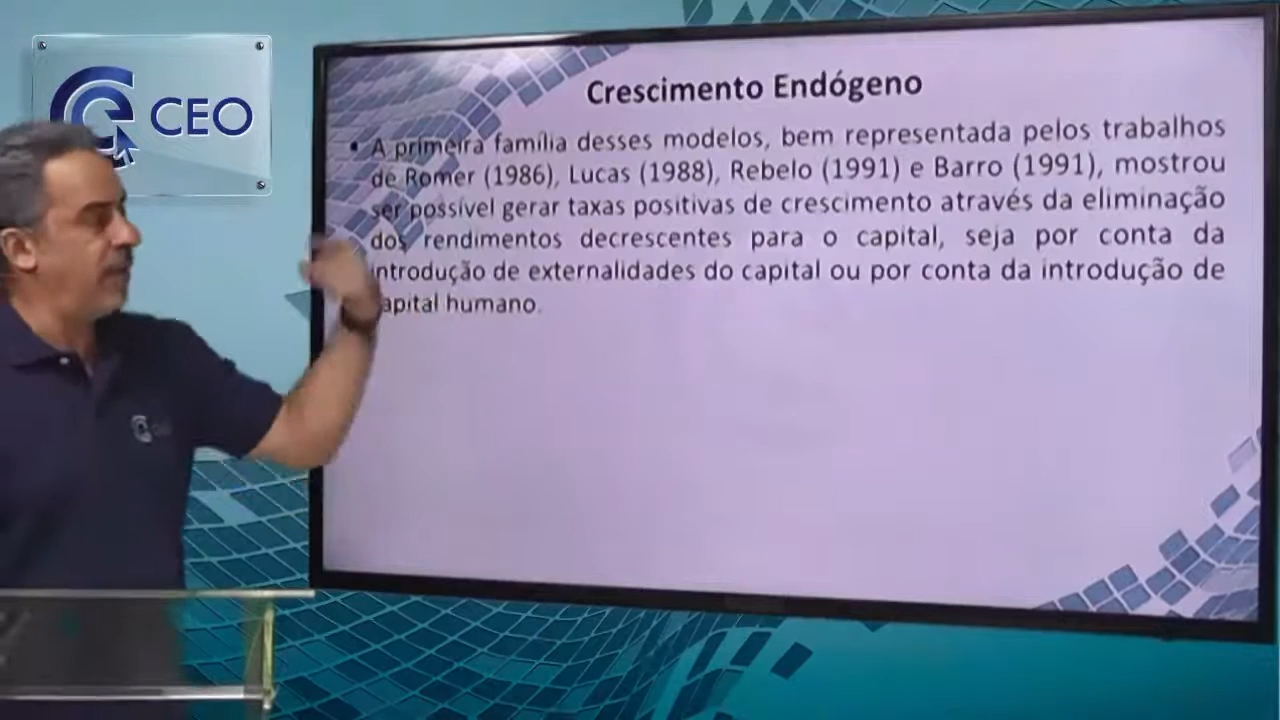 CEO
Crescimento Endógeno
• A primeira família desses modelos, bem representada pelos trabalhos
de Romer (1986), Lucas (1988), Rebelo (1991) e Barro (1991), mostrou
ser possível gerar taxas positivas de crescimento através da eliminação
dos rendimentos decrescentes para o capital, seja por conta da
introdução de externalidades do capital ou por conta da introdução de
apital humano.